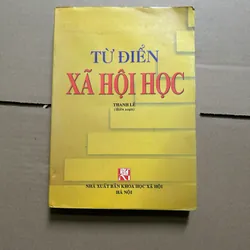 TỪ ĐIỂN
XÃ HỘI HỌC
THANH LÊ
(Biên soạn)
NHÀ XUẤT BẢN KHOA HỌC XÃ HỘI
HÀ NỘI